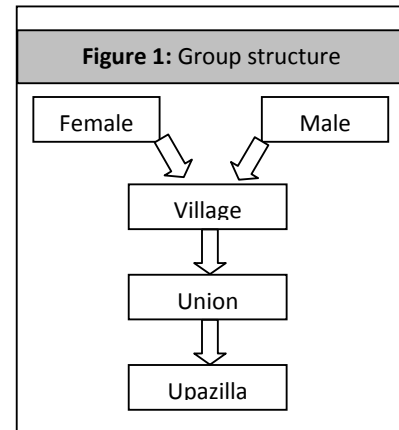 Figure 1: Group structure
Female Male
Village
Union
Upazilla